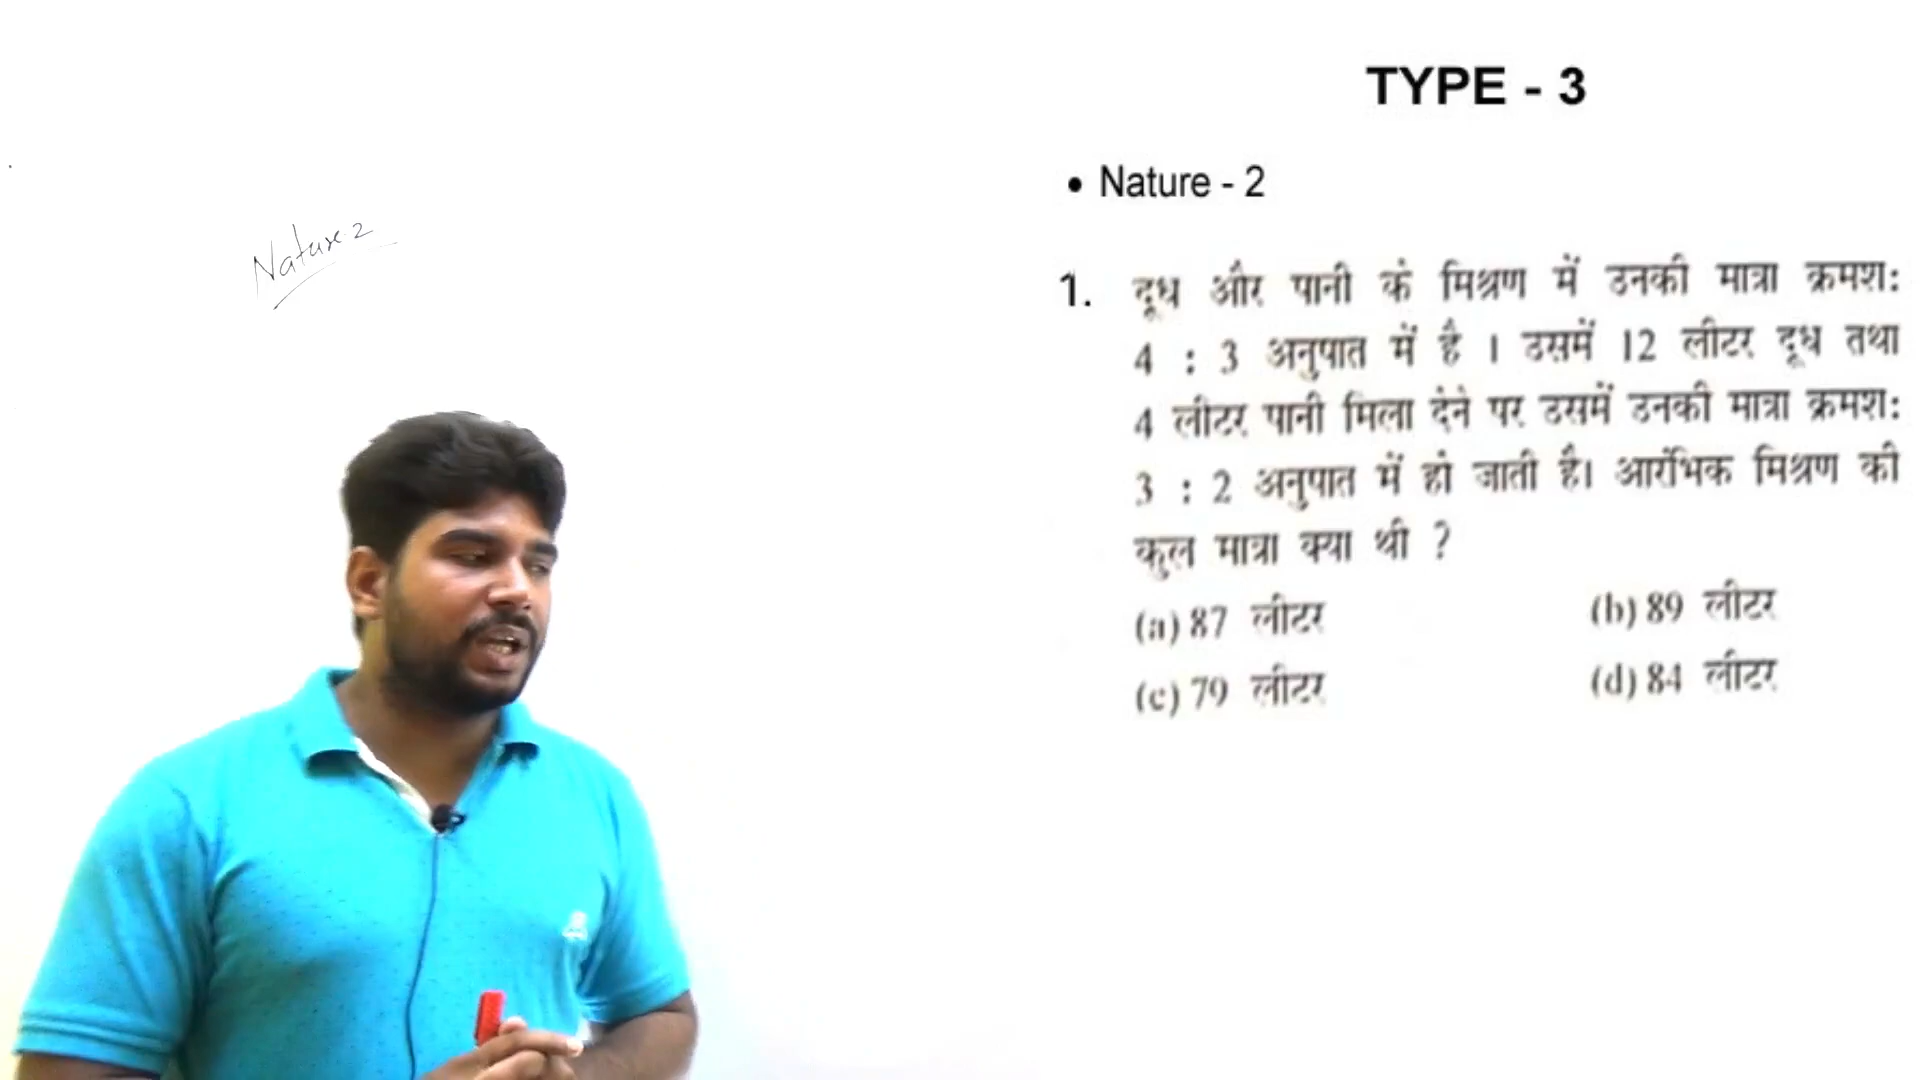 TYPE - 3
• Nature - 2
Nature-2
1. दूध और पानी के मिश्रण में उनकी मात्रा क्रमश:
4 : 3 अनुपात में है । उसमें 12 लीटर दूध तथा
4 लीटर पानी मिला देने पर उसमें उनकी मात्रा क्रमश:
3 : 2 अनुपात में हो जाती है। आरंभिक मिश्रण की
कुल मात्रा क्या थी ?
(a) 87 लीटर (b) 89 लीटर
(c) 79 लीटर (d) 84 लीटर